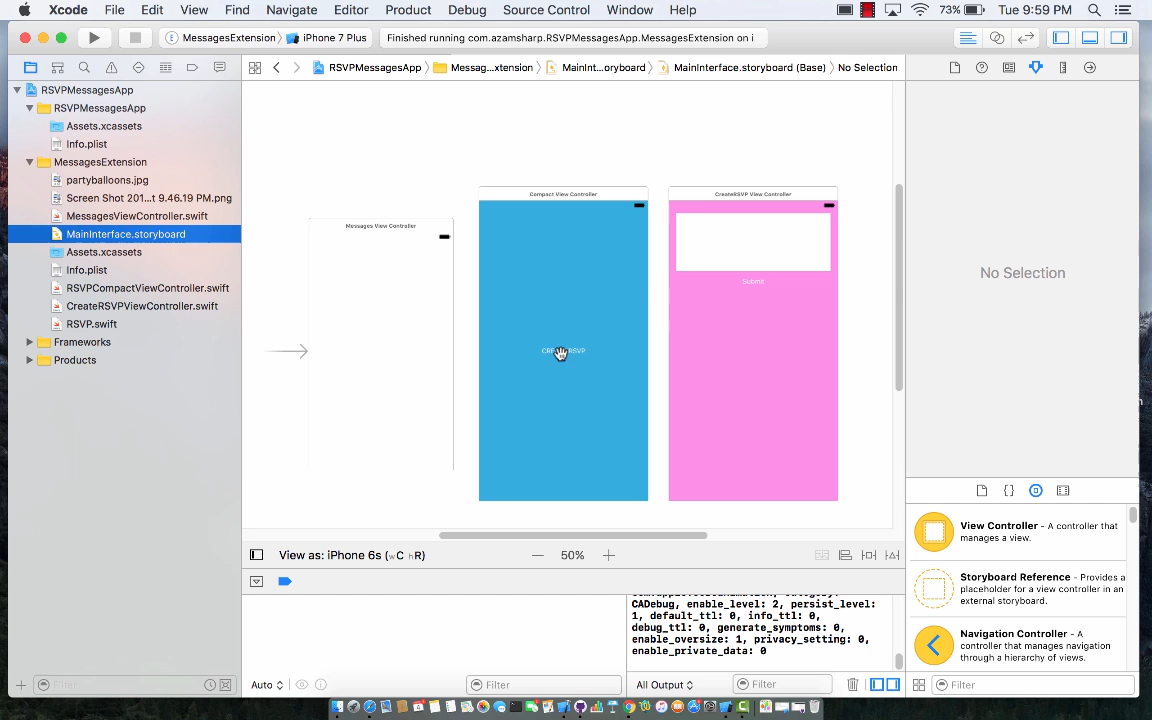 Xcode File Edit View Find Navigate Editor Product Debug Source Control Window Help 73% Tue 9:59 PM
MessagesExtension iPhone 7 Plus Finished running com.azamsharp.RSVPMessagesApp.MessagesExtension on i
RSVPMessagesApp Messag...xtension MainInt...oryboard MainInterface.storyboard (Base) No Selection
RSVPMessagesApp
RSVPMessagesApp
Assets.xcassets
Info.plist
MessagesExtension
partyballoons.jpg
Screen Shot 201...t 9.46.19 PM.png
MessagesViewController.swift
MainInterface.storyboard
Assets.xcassets
Info.plist
RSVPCompactViewController.swift
CreateRSVPViewController.swift
RSVP.swift
Frameworks
Products
Filter
Messages View Controller
Compact View Controller
RSVP
CreateRSVP View Controller
Submit
View as: iPhone 6s (wC hR) 50%
CADebug, enable_level: 2, persist_level:
1, default_ttl: 0, info_ttl: 0,
debug_ttl: 0, generate_symptoms: 0,
enable_oversize: 1, privacy_setting: 0,
enable_private_data: 0
Auto Filter All Output Filter
No Selection
View Controller - A controller that
manages a view.
Storyboard Reference - Provides a
placeholder for a view controller in an
external storyboard.
Navigation Controller - A
controller that manages navigation
through a hierarchy of views.
Filter